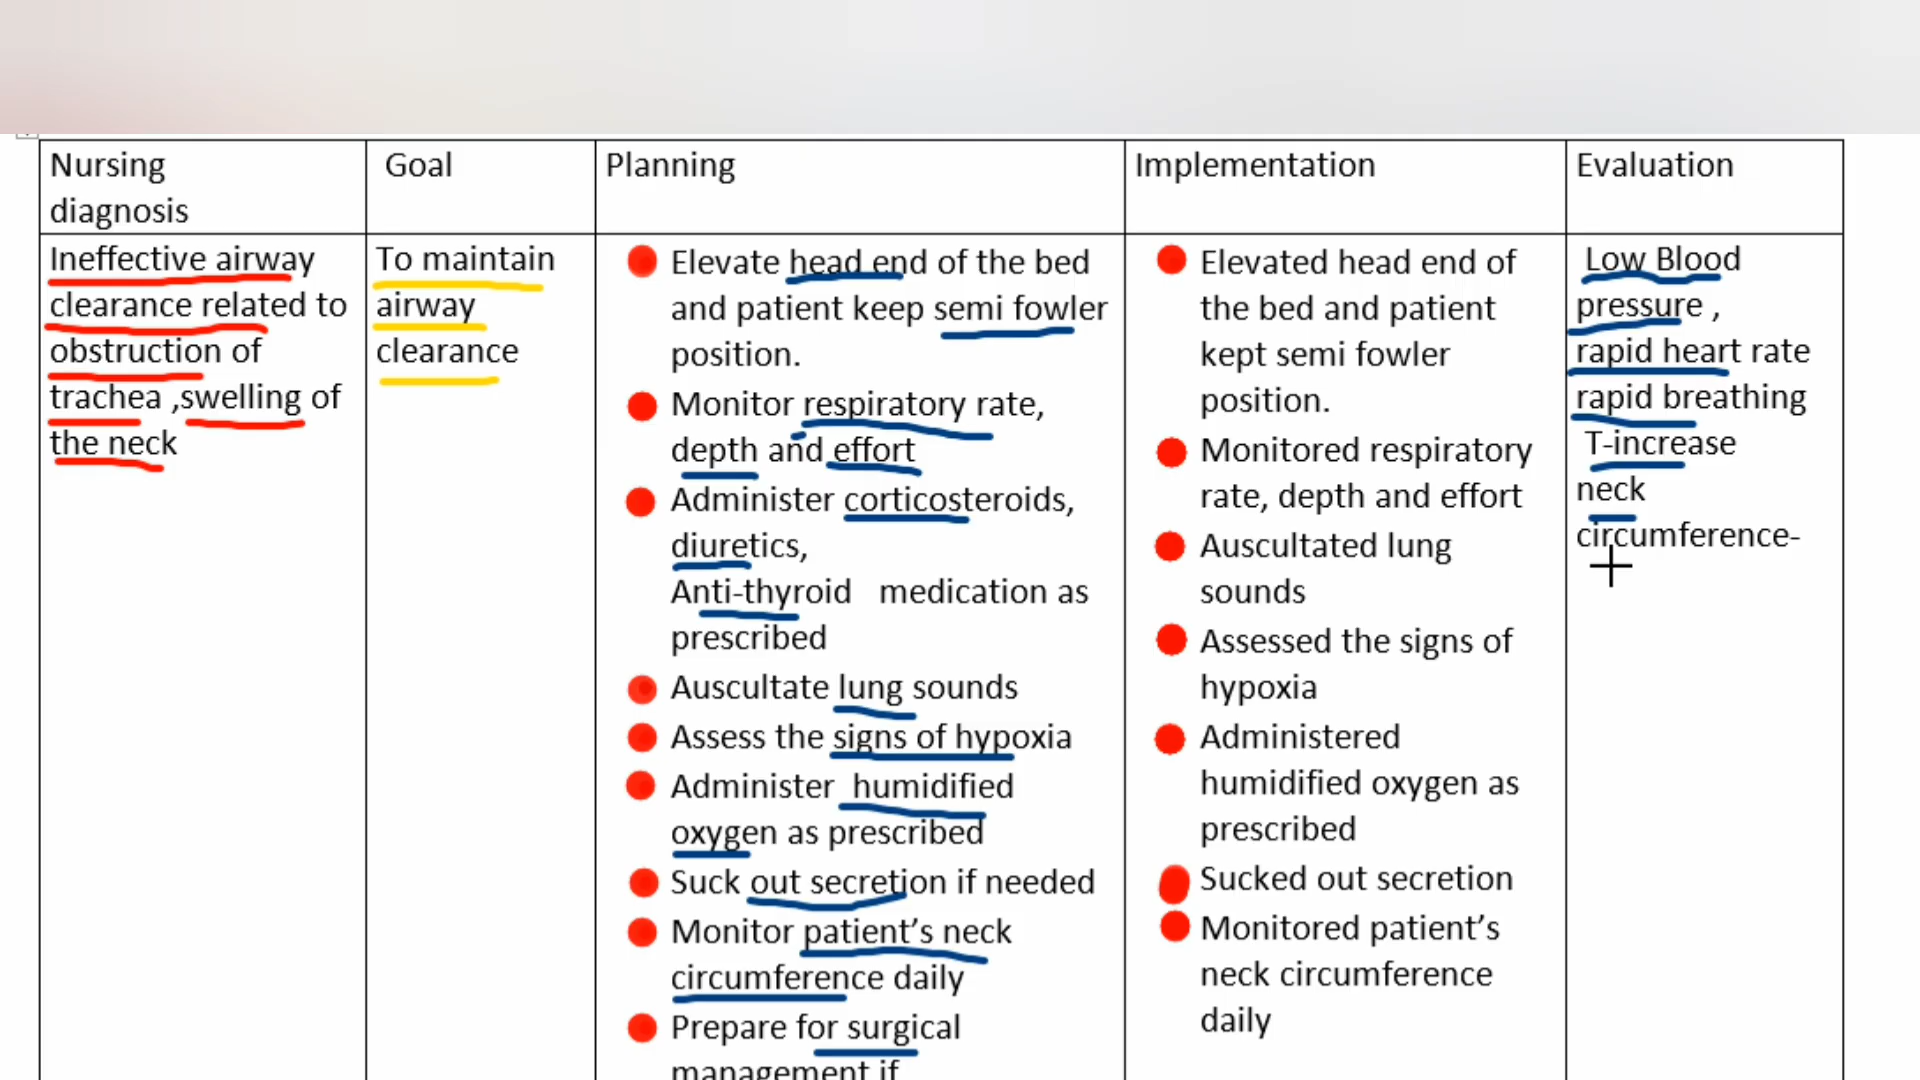 Nursing
diagnosis
Goal
Planning
Implementation
Evaluation
Ineffective airway
clearance related to
obstruction of
trachea ,swelling of
the neck
To maintain
airway
clearance
Elevate head end of the bed
and patient keep semi fowler
position.
Monitor respiratory rate,
depth and effort
Administer corticosteroids,
diuretics,
Anti-thyroid medication as
prescribed
Auscultate lung sounds
Assess the signs of hypoxia
Administer humidified
oxygen as prescribed
Suck out secretion if needed
Monitor patient’s neck
circumference daily
Prepare for surgical
management if
Elevated head end of
the bed and patient
kept semi fowler
position.
Monitored respiratory
rate, depth and effort
Auscultated lung
sounds
Assessed the signs of
hypoxia
Administered
humidified oxygen as
prescribed
Sucked out secretion
Monitored patient’s
neck circumference
daily
Low Blood
pressure ,
rapid heart rate
rapid breathing
T-increase
neck
circumference-